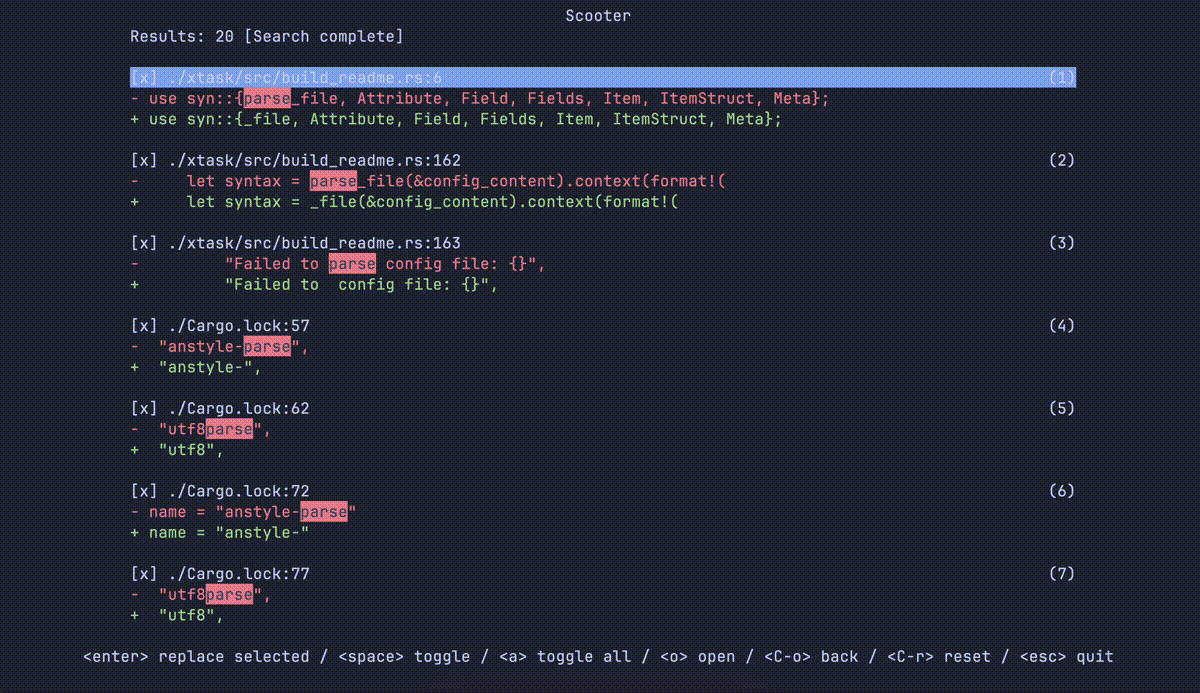 Scooter
Results: 20 [Search complete]
[x] ./xtask/src/build_readme.rs:6 (1)
- use syn::{parse_file, Attribute, Field, Fields, Item, ItemStruct, Meta};
+ use syn::{_file, Attribute, Field, Fields, Item, ItemStruct, Meta};
[x] ./xtask/src/build_readme.rs:162 (2)
-     let syntax = parse_file(&config_content).context(format!(
+     let syntax = _file(&config_content).context(format!(
[x] ./xtask/src/build_readme.rs:163 (3)
-         "Failed to parse config file: {}",
+         "Failed to  config file: {}",
[x] ./Cargo.lock:57 (4)
-  "anstyle-parse",
+  "anstyle-",
[x] ./Cargo.lock:62 (5)
-  "utf8parse",
+  "utf8",
[x] ./Cargo.lock:72 (6)
- name = "anstyle-parse"
+ name = "anstyle-"
[x] ./Cargo.lock:77 (7)
-  "utf8parse",
+  "utf8",
<enter> replace selected / <space> toggle / <a> toggle all / <o> open / <C-o> back / <C-r> reset / <esc> quit